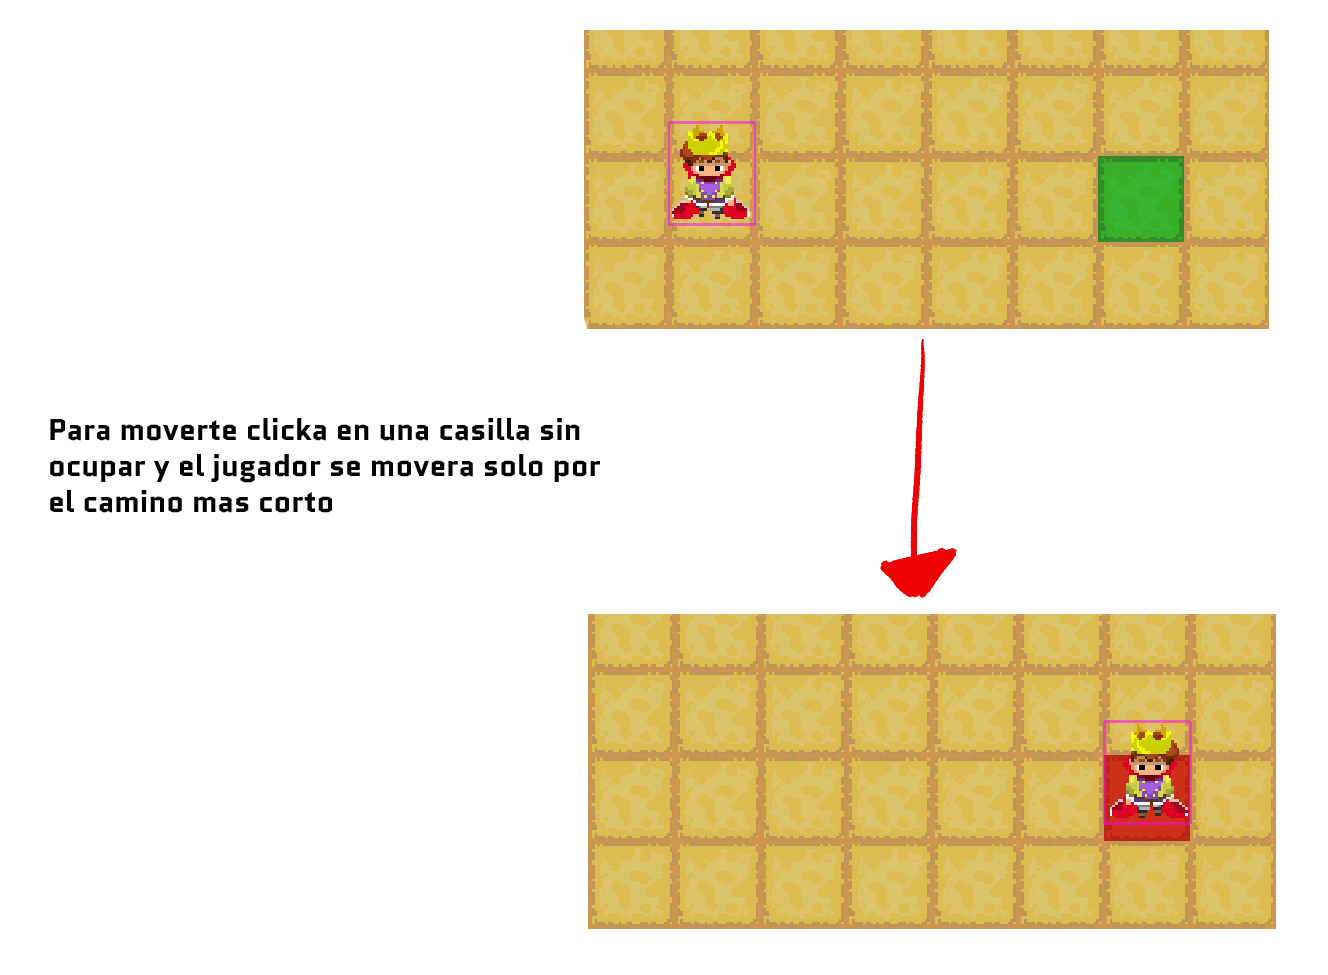 Para moverte clicka en una casilla sin
ocupar y el jugador se movera solo por
el camino mas corto